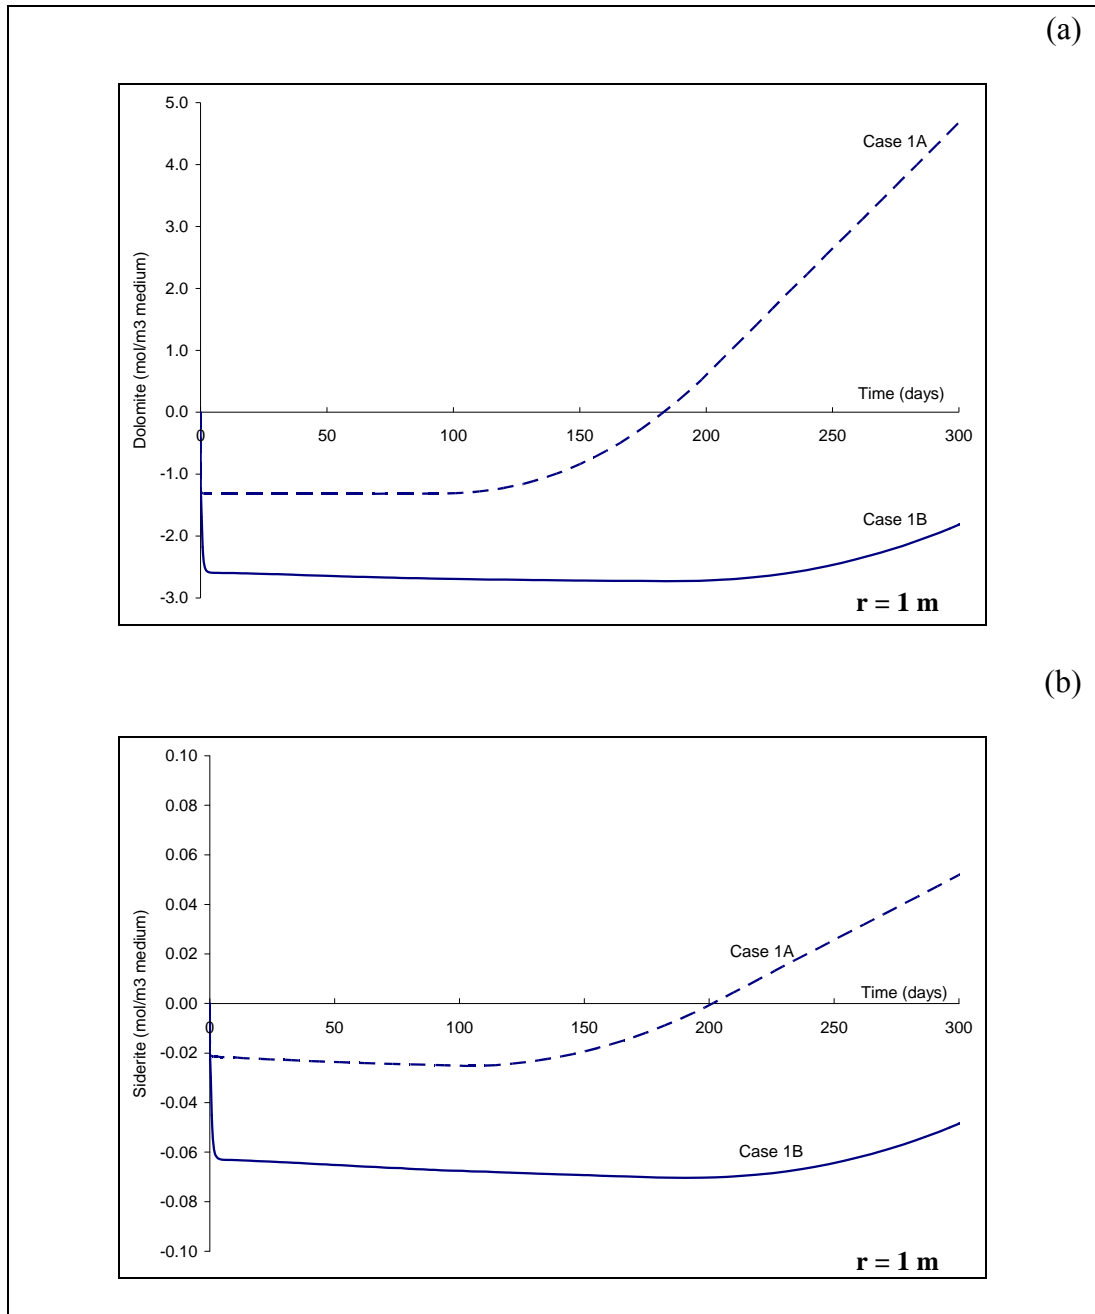 (a)
5.0
Case 1A
4.0
3.0
2.0
1.0
Dolomite (mol/m3 medium)
0.0
Time (days)
0 50 100 150 200 250 300
-1.0
Case 1B
-2.0
-3.0
r = 1 m
(b)
0.10
0.08
0.06
0.04
Case 1A
0.02
Siderite (mol/m3 medium)
0.00
Time (days)
0 50 100 150 200 250 300
-0.02
-0.04
Case 1B
-0.06
-0.08
-0.10
r = 1 m